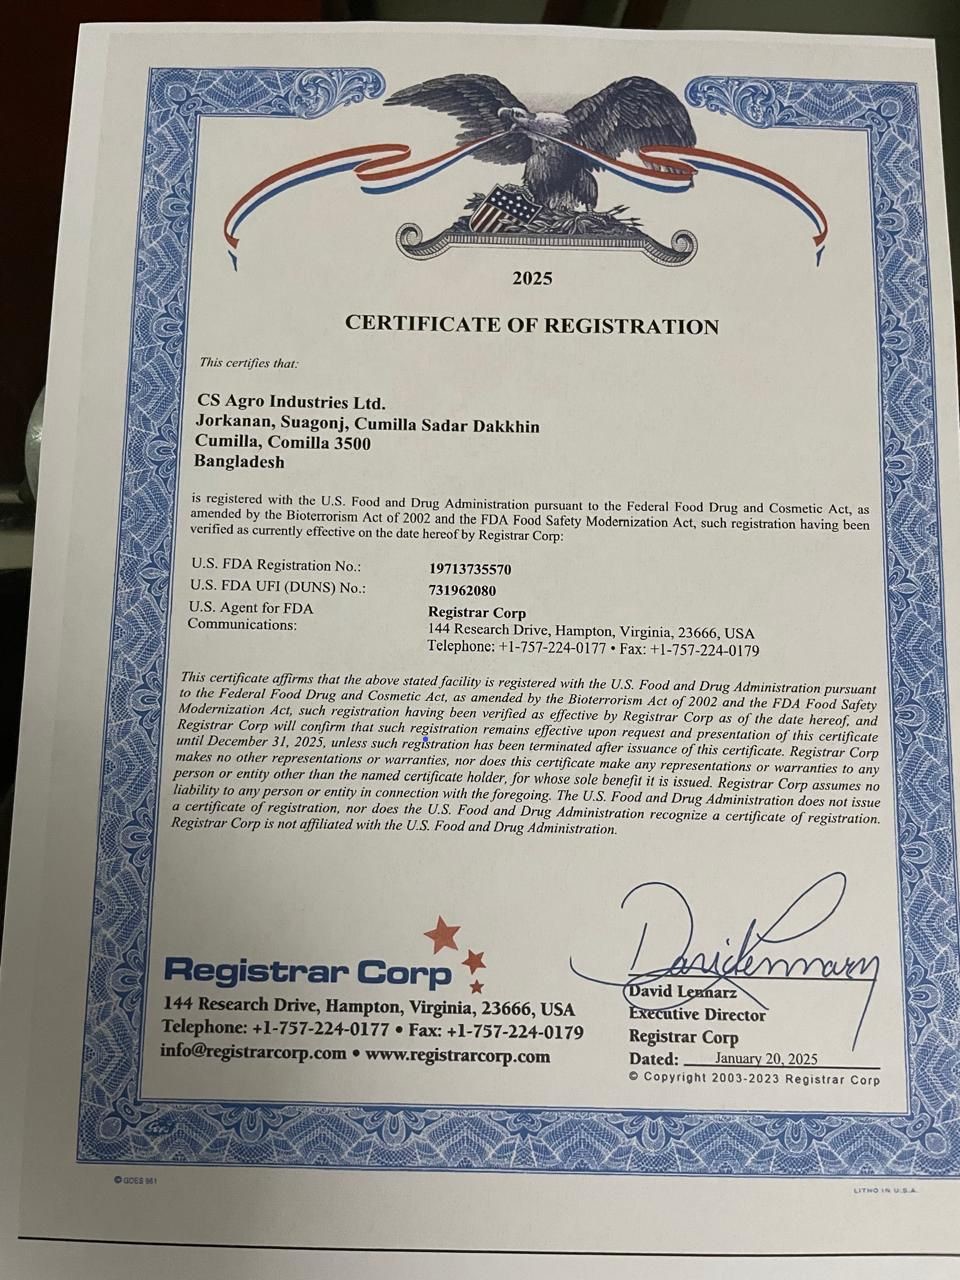 2025
CERTIFICATE OF REGISTRATION
This certifies that:
CS Agro Industries Ltd.
Jorkanan, Suagonj, Cumilla Sadar Dakkhin
Cumilla, Comilla 3500
Bangladesh
is registered with the U.S. Food and Drug Administration pursuant to the Federal Food Drug and Cosmetic Act, as
amended by the Bioterrorism Act of 2002 and the FDA Food Safety Modernization Act, such registration having been
verified as currently effective on the date hereof by Registrar Corp:
U.S. FDA Registration No.: 19713735570
U.S. FDA UFI (DUNS) No.: 731962080
U.S. Agent for FDA Registrar Corp
Communications: 144 Research Drive, Hampton, Virginia, 23666, USA
Telephone: +1-757-224-0177 • Fax: +1-757-224-0179
This certificate affirms that the above stated facility is registered with the U.S. Food and Drug Administration pursuant
to the Federal Food Drug and Cosmetic Act, as amended by the Bioterrorism Act of 2002 and the FDA Food Safety
Modernization Act, such registration having been verified as effective by Registrar Corp as of the date hereof, and
Registrar Corp will confirm that such registration remains effective upon request and presentation of this certificate
until December 31, 2025, unless such registration has been terminated after issuance of this certificate. Registrar Corp
makes no other representations or warranties, nor does this certificate make any representations or warranties to any
person or entity other than the named certificate holder, for whose sole benefit it is issued. Registrar Corp assumes no
liability to any person or entity in connection with the foregoing. The U.S. Food and Drug Administration does not issue
a certificate of registration, nor does the U.S. Food and Drug Administration recognize a certificate of registration.
Registrar Corp is not affiliated with the U.S. Food and Drug Administration.
Registrar Corp
144 Research Drive, Hampton, Virginia, 23666, USA
Telephone: +1-757-224-0177 • Fax: +1-757-224-0179
info@registrarcorp.com • www.registrarcorp.com
David Lennarz
David Lennarz
Executive Director
Registrar Corp
Dated: January 20, 2025
© Copyright 2003-2023 Registrar Corp
Goes
© GOES 961
LITHO IN U.S.A.